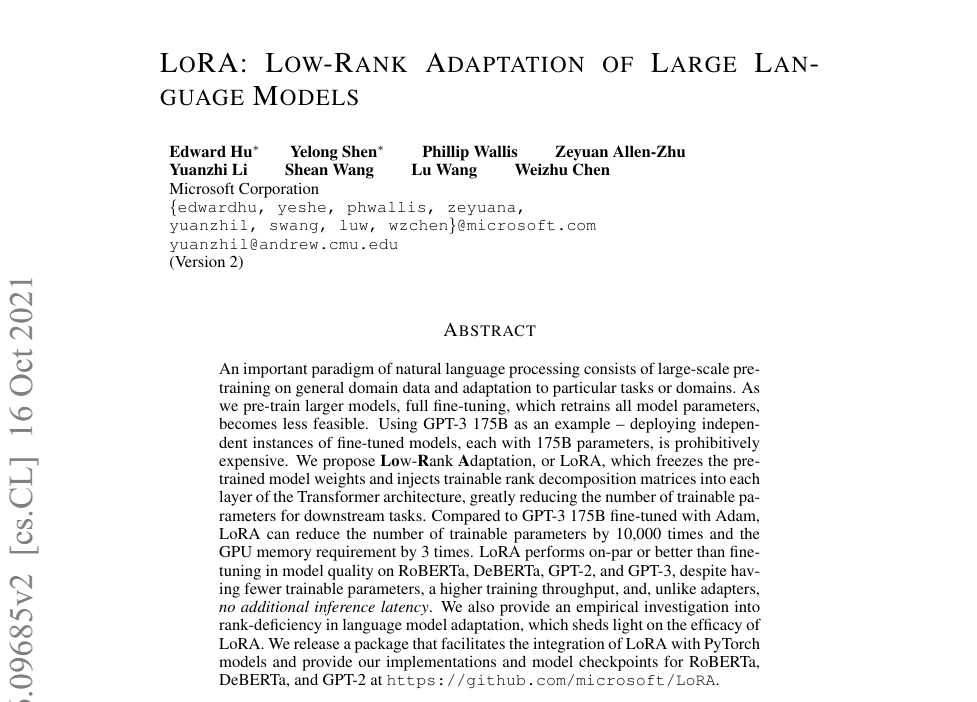 LoRA: Low-Rank Adaptation of Large Lan-
guage Models
Edward Hu* Yelong Shen* Phillip Wallis Zeyuan Allen-Zhu
Yuanzhi Li Shean Wang Lu Wang Weizhu Chen
Microsoft Corporation
{edwardhu, yeshe, phwallis, zeyuana,
yuanzhil, swang, luw, wzchen}@microsoft.com
yuanzhil@andrew.cmu.edu
(Version 2)
Abstract
An important paradigm of natural language processing consists of large-scale pre-
training on general domain data and adaptation to particular tasks or domains. As
we pre-train larger models, full fine-tuning, which retrains all model parameters,
becomes less feasible. Using GPT-3 175B as an example – deploying indepen-
dent instances of fine-tuned models, each with 175B parameters, is prohibitively
expensive. We propose Low-Rank Adaptation, or LoRA, which freezes the pre-
trained model weights and injects trainable rank decomposition matrices into each
layer of the Transformer architecture, greatly reducing the number of trainable pa-
rameters for downstream tasks. Compared to GPT-3 175B fine-tuned with Adam,
LoRA can reduce the number of trainable parameters by 10,000 times and the
GPU memory requirement by 3 times. LoRA performs on-par or better than fine-
tuning in model quality on RoBERTa, DeBERTa, GPT-2, and GPT-3, despite hav-
ing fewer trainable parameters, a higher training throughput, and, unlike adapters,
no additional inference latency. We also provide an empirical investigation into
rank-deficiency in language model adaptation, which sheds light on the efficacy of
LoRA. We release a package that facilitates the integration of LoRA with PyTorch
models and provide our implementations and model checkpoints for RoBERTa,
DeBERTa, and GPT-2 at https://github.com/microsoft/LoRA.
.09685v2 [cs.CL] 16 Oct 2021